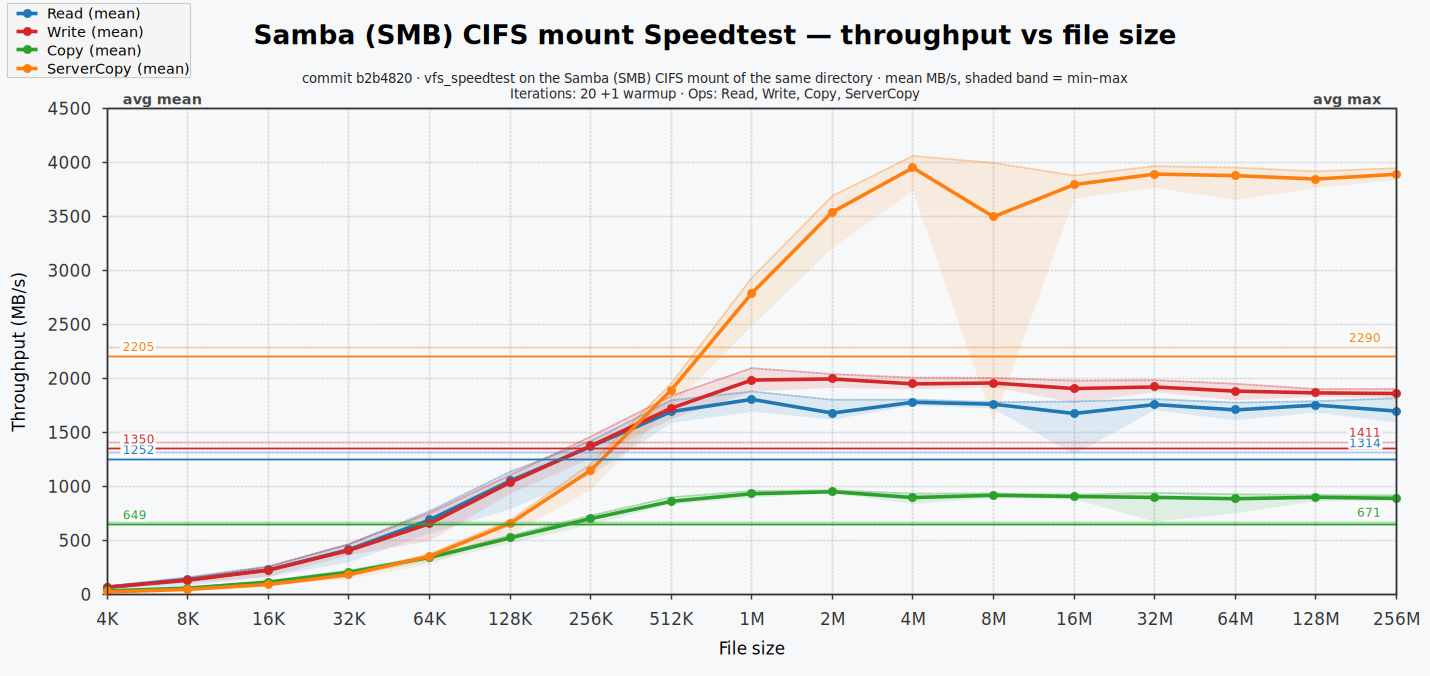 Read (mean)
Write (mean)
Copy (mean)
ServerCopy (mean)
Samba (SMB) CIFS mount Speedtest — throughput vs file size
commit b2b4820 · vfs_speedtest on the Samba (SMB) CIFS mount of the same directory · mean MB/s, shaded band = min–max
Iterations: 20 +1 warmup · Ops: Read, Write, Copy, ServerCopy
avg mean
avg max
4500
4000
3500
3000
2500
2000
1500
1000
500
0
Throughput (MB/s)
2205
2290
1350
1411
1252
1314
649
671
4K 8K 16K 32K 64K 128K 256K 512K 1M 2M 4M 8M 16M 32M 64M 128M 256M
File size